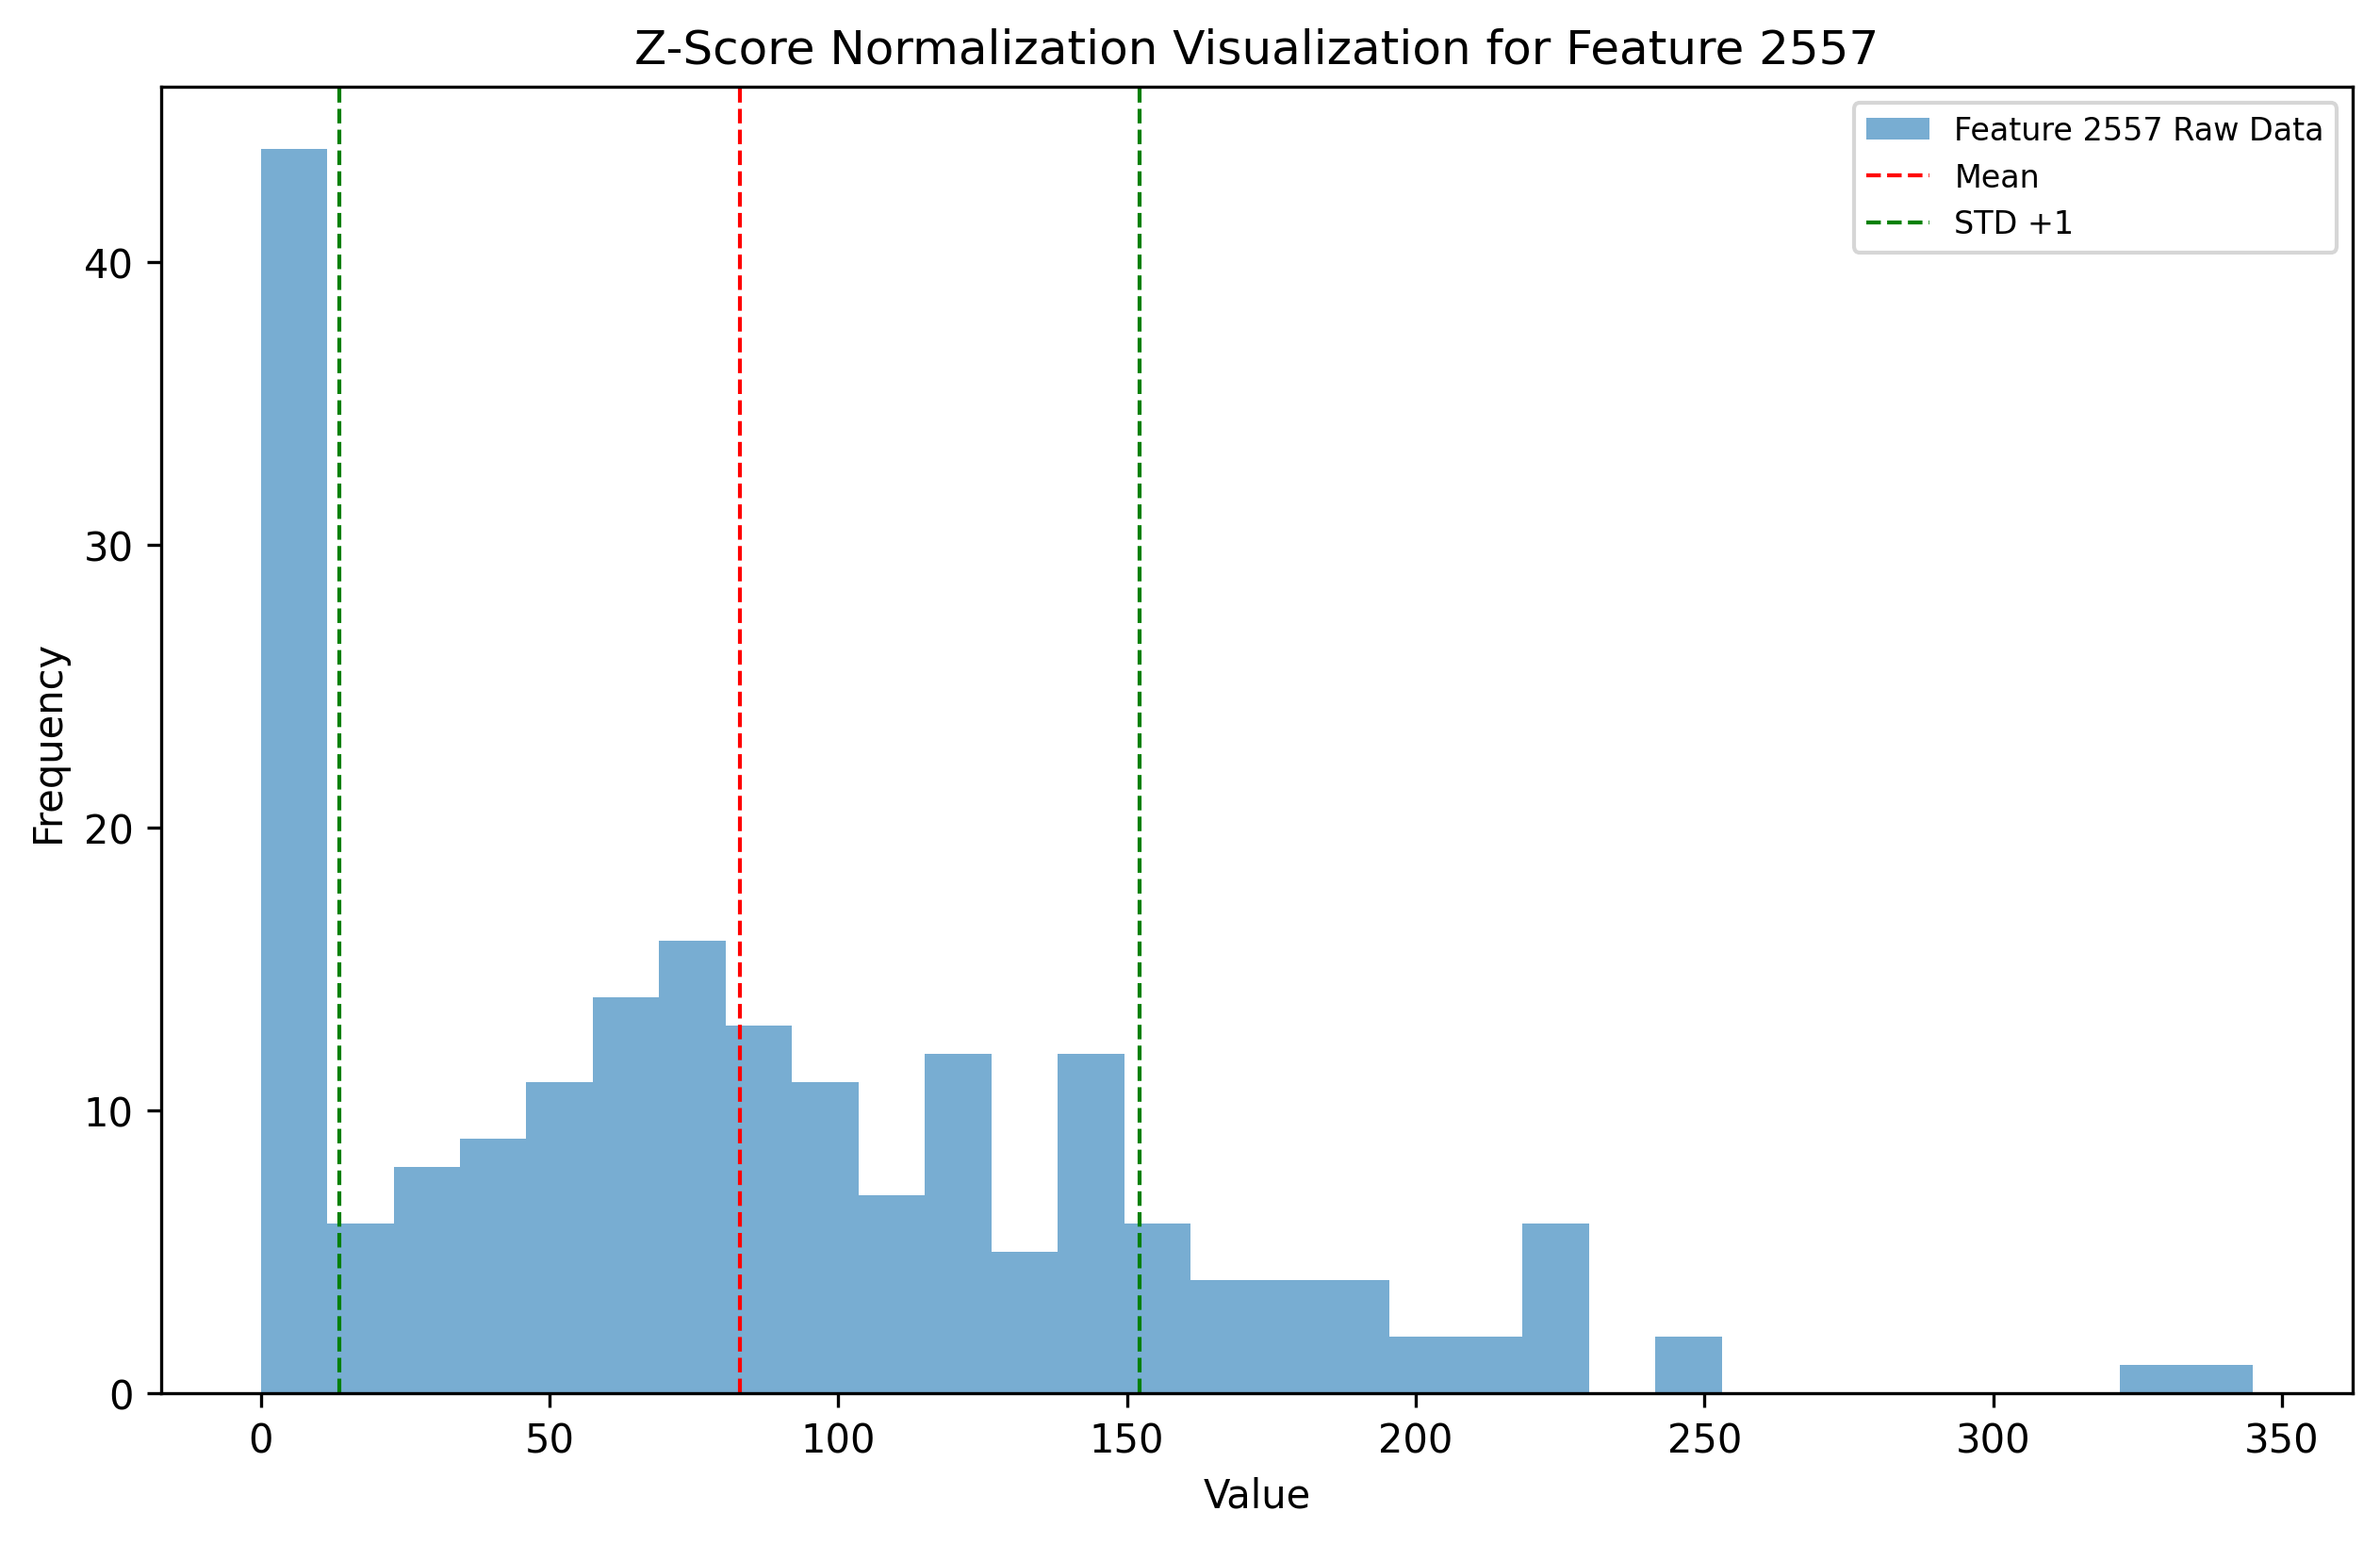 Z-Score Normalization Visualization for Feature 2557
Feature 2557 Raw Data
Mean
STD +1
Frequency
40
30
20
10
0
0 50 100 150 200 250 300 350
Value